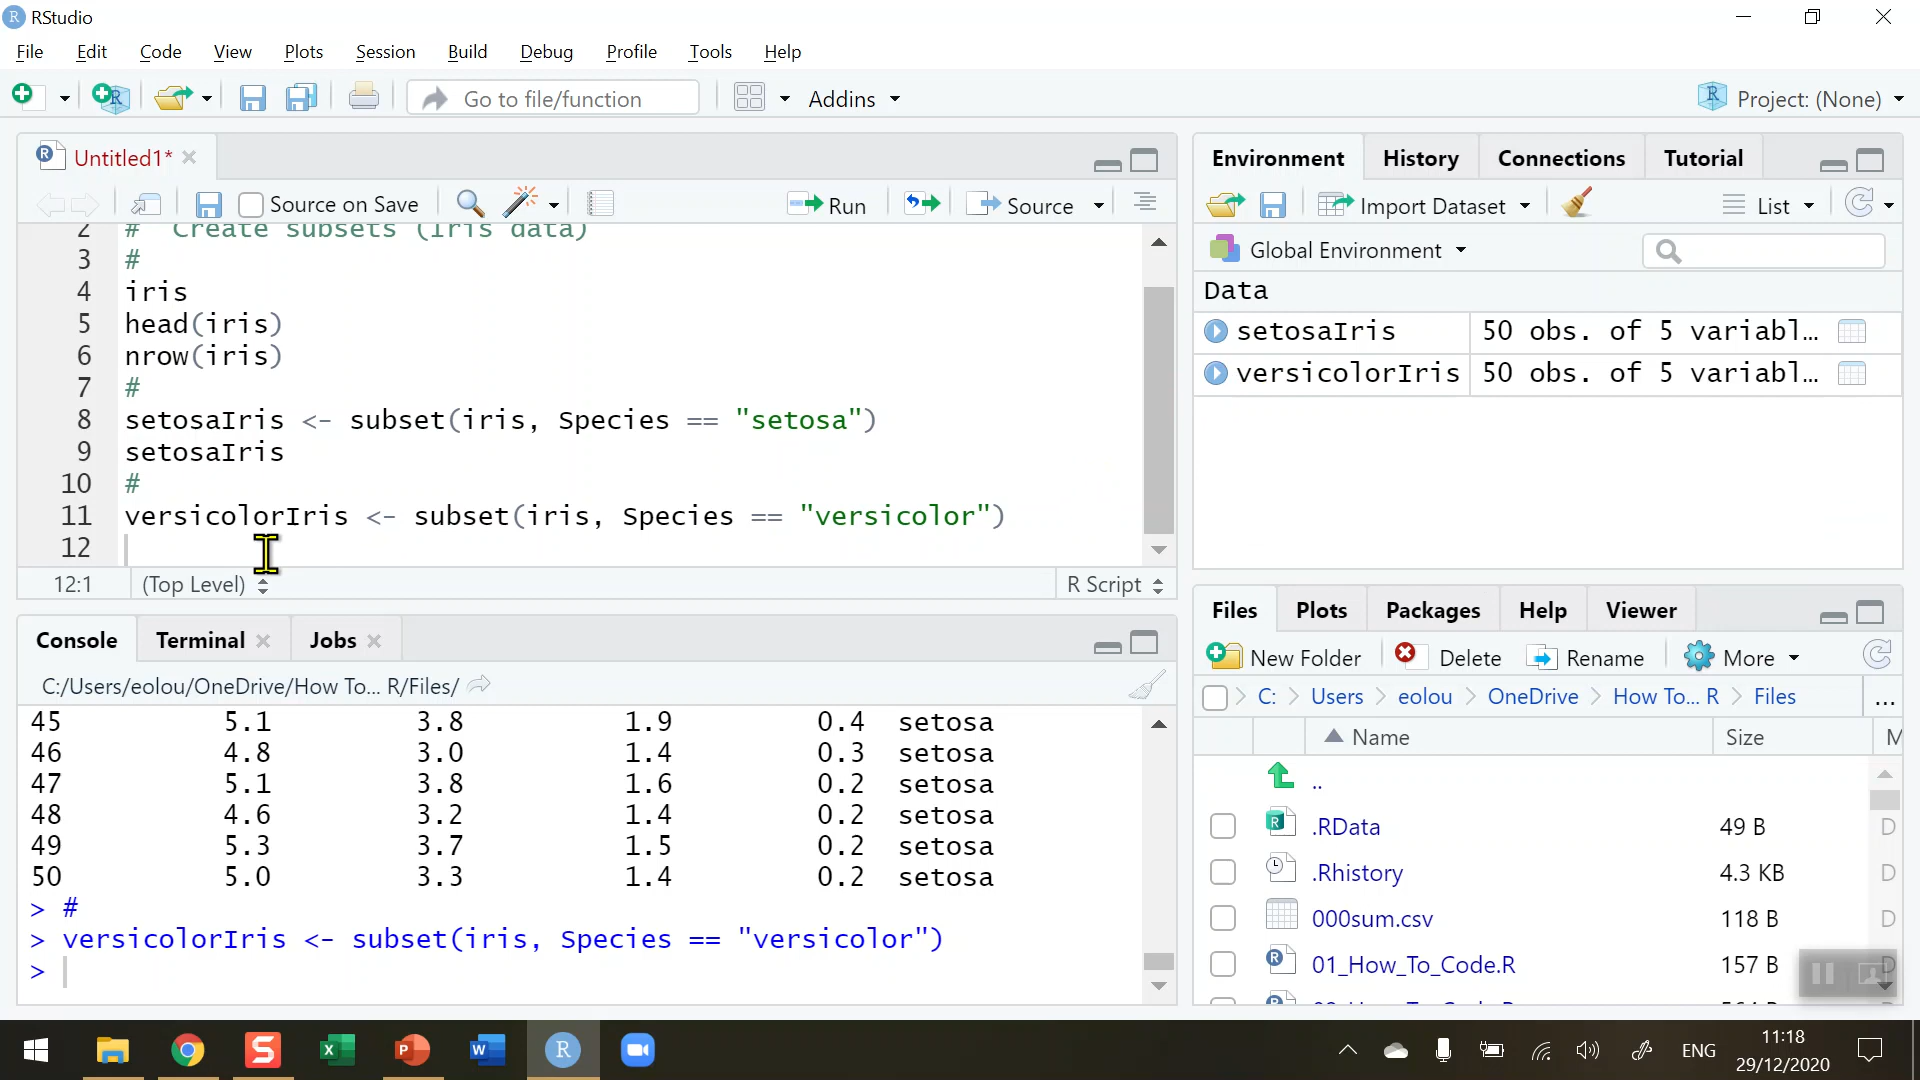 RStudio
File Edit Code View Plots Session Build Debug Profile Tools Help
Go to file/function Addins Project: (None)
Untitled1*
Source on Save Run Source
2 # Create subsets (Iris data)
3 #
4 iris
5 head(iris)
6 nrow(iris)
7 #
8 setosaIris <- subset(iris, Species == "setosa")
9 setosaIris
10 #
11 versicolorIris <- subset(iris, Species == "versicolor")
12
12:1 (Top Level) R Script
Console Terminal Jobs
C:/Users/eolou/OneDrive/How To... R/Files/
45 5.1 3.8 1.9 0.4 setosa
46 4.8 3.0 1.4 0.3 setosa
47 5.1 3.8 1.6 0.2 setosa
48 4.6 3.2 1.4 0.2 setosa
49 5.3 3.7 1.5 0.2 setosa
50 5.0 3.3 1.4 0.2 setosa
> #
> versicolorIris <- subset(iris, Species == "versicolor")
>
Environment History Connections Tutorial
Import Dataset List
Global Environment
Data
setosaIris 50 obs. of 5 variabl...
versicolorIris 50 obs. of 5 variabl...
Files Plots Packages Help Viewer
New Folder Delete Rename More
C: > Users > eolou > OneDrive > How To... R > Files ...
Name Size M
..
.RData 49 B D
.Rhistory 4.3 KB D
000sum.csv 118 B D
01_How_To_Code.R 157 B D
ENG 11:18
29/12/2020